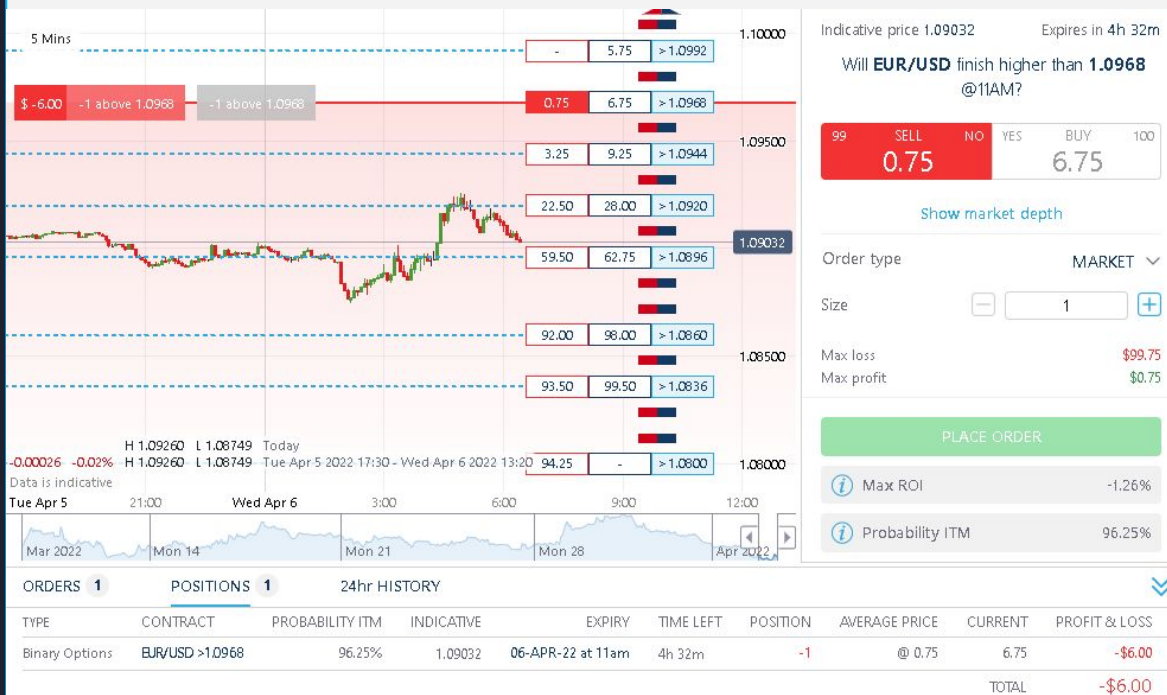 5 Mins
1.10000
- 5.75 >1.0992
$ -6.00 -1 above 1.0968 -1 above 1.0968
0.75 6.75 >1.0968
1.09500
3.25 9.25 >1.0944
22.50 28.00 >1.0920
1.09032
59.50 62.75 >1.0896
92.00 98.00 >1.0860
1.08500
93.50 99.50 >1.0836
H 1.09260 L 1.08749 Today
-0.00026 -0.02% H 1.09260 L 1.08749 Tue Apr 5 2022 17:30 - Wed Apr 6 2022 13:20
94.25 - >1.0800
1.08000
Data is indicative
Tue Apr 5 21:00 Wed Apr 6 3:00 6:00 9:00 12:00
Mar 2022 Mon 14 Mon 21 Mon 28 Apr 2022
Indicative price 1.09032 Expires in 4h 32m
Will EUR/USD finish higher than 1.0968
@11AM?
99 SELL NO YES BUY 100
0.75 6.75
Show market depth
Order type MARKET
Size 1
Max loss $99.75
Max profit $0.75
PLACE ORDER
Max ROI -1.26%
Probability ITM 96.25%
ORDERS 1 POSITIONS 1 24hr HISTORY
TYPE CONTRACT PROBABILITY ITM INDICATIVE EXPIRY TIME LEFT POSITION AVERAGE PRICE CURRENT PROFIT & LOSS
Binary Options EUR/USD >1.0968 96.25% 1.09032 06-APR-22 at 11am 4h 32m -1 @ 0.75 6.75 -$6.00
TOTAL -$6.00